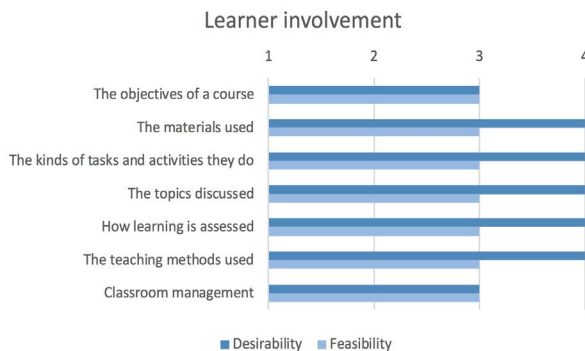 Learner involvement
1 2 3 4
The objectives of a course
The materials used
The kinds of tasks and activities they do
The topics discussed
How learning is assessed
The teaching methods used
Classroom management
Desirability Feasibility